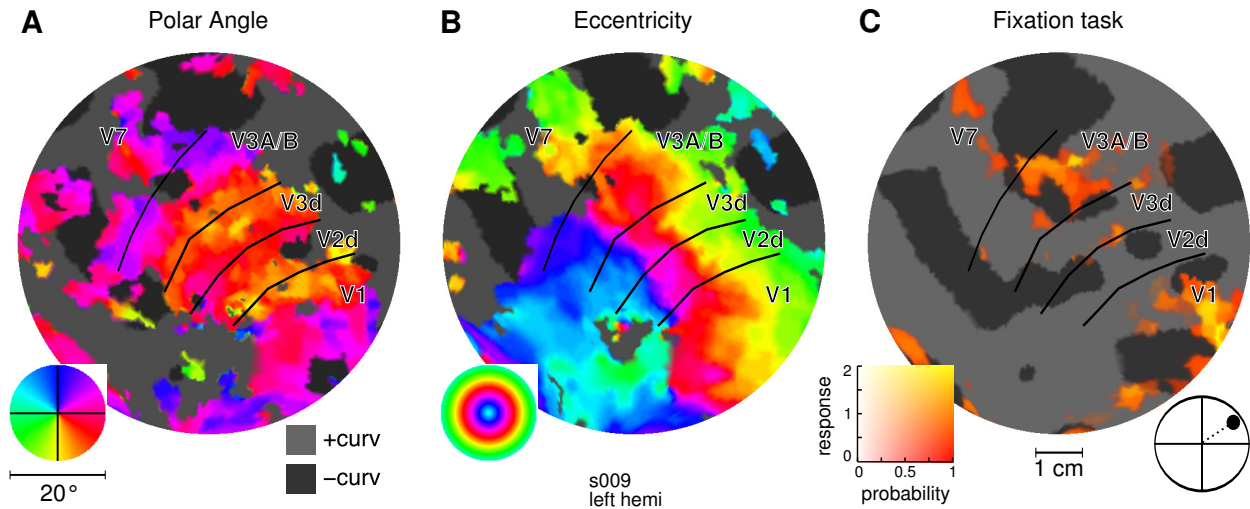 A Polar Angle
B Eccentricity
C Fixation task
V7 V3A/B
V3d
V2d
V1
V7 V3A/B
V3d
V2d
V1
V7 V3A/B
V3d
V2d
V1
20°
+curv
−curv
s009
left hemi
response
2
1
0
0 0.5 1
probability
1 cm